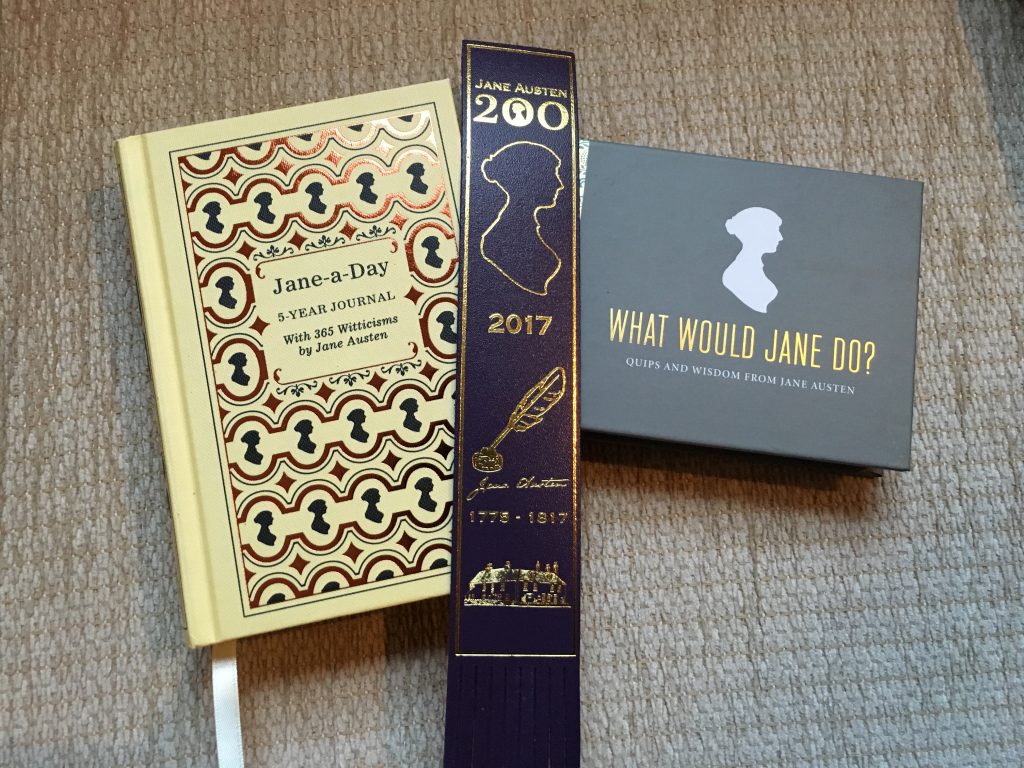 Jane-a-Day
5-YEAR JOURNAL
With 365 Witticisms
by Jane Austen
JANE AUSTEN
200
2017
Jane Austen
1775 - 1817
WHAT WOULD JANE DO?
QUIPS AND WISDOM FROM JANE AUSTEN